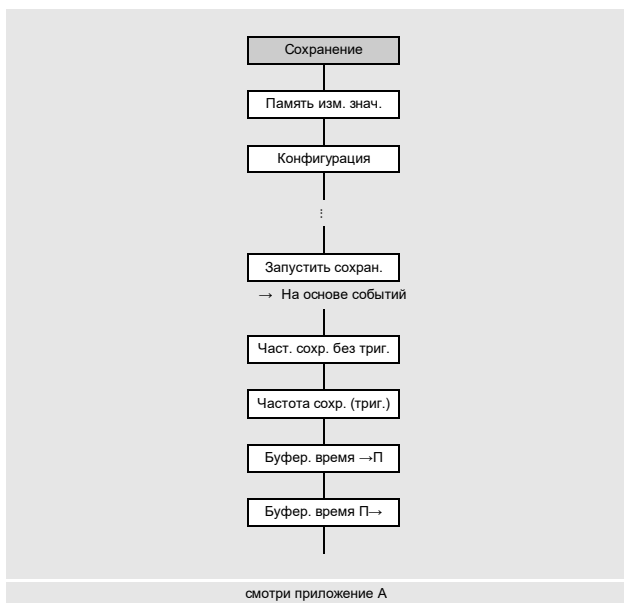 Сохранение
Память изм. знач.
Конфигурация
⋮
Запустить сохран.
→ На основе событий
Част. сохр. без триг.
Частота сохр. (триг.)
Буфер. время →П
Буфер. время П→
смотри приложение А